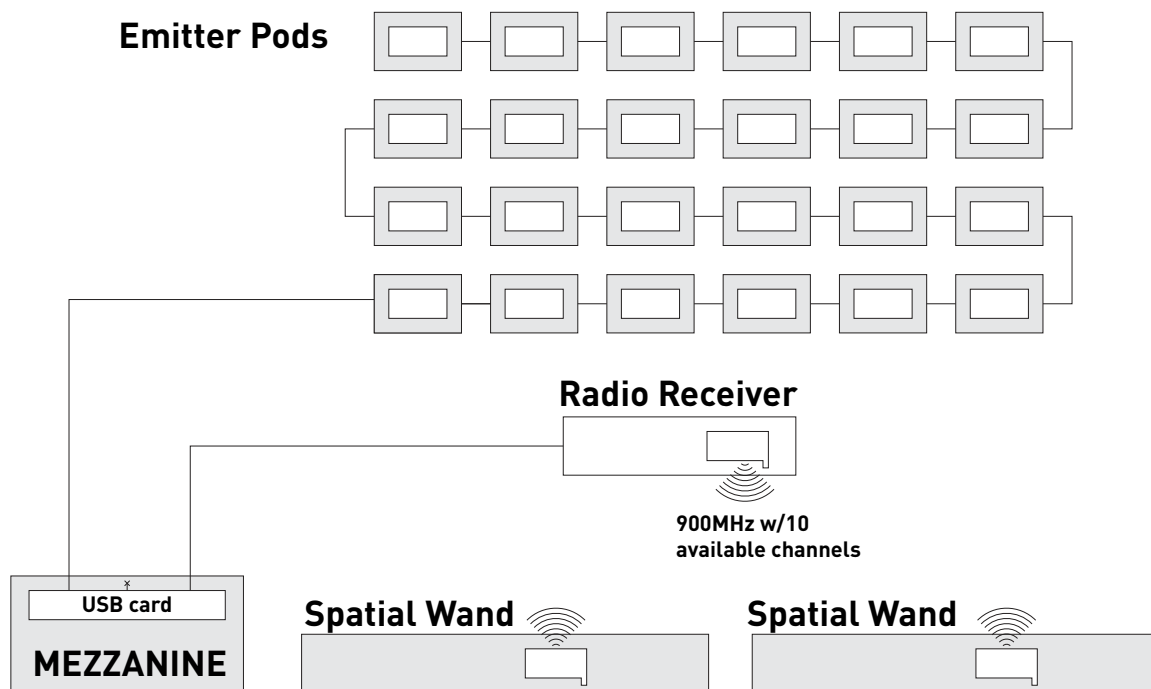 Emitter Pods
Radio Receiver
900MHz w/10
available channels
USB card
MEZZANINE
Spatial Wand
Spatial Wand